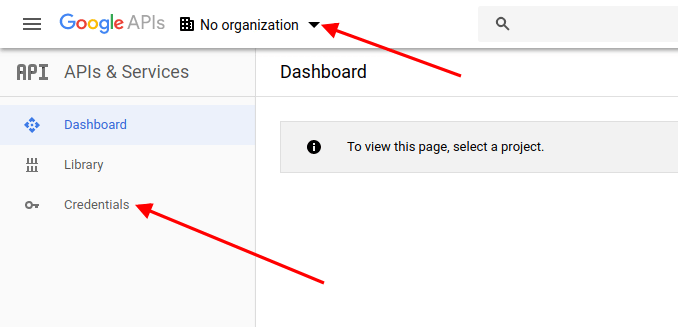 Google APIs No organization
API APIs & Services
Dashboard
Dashboard
Library
Credentials
To view this page, select a project.